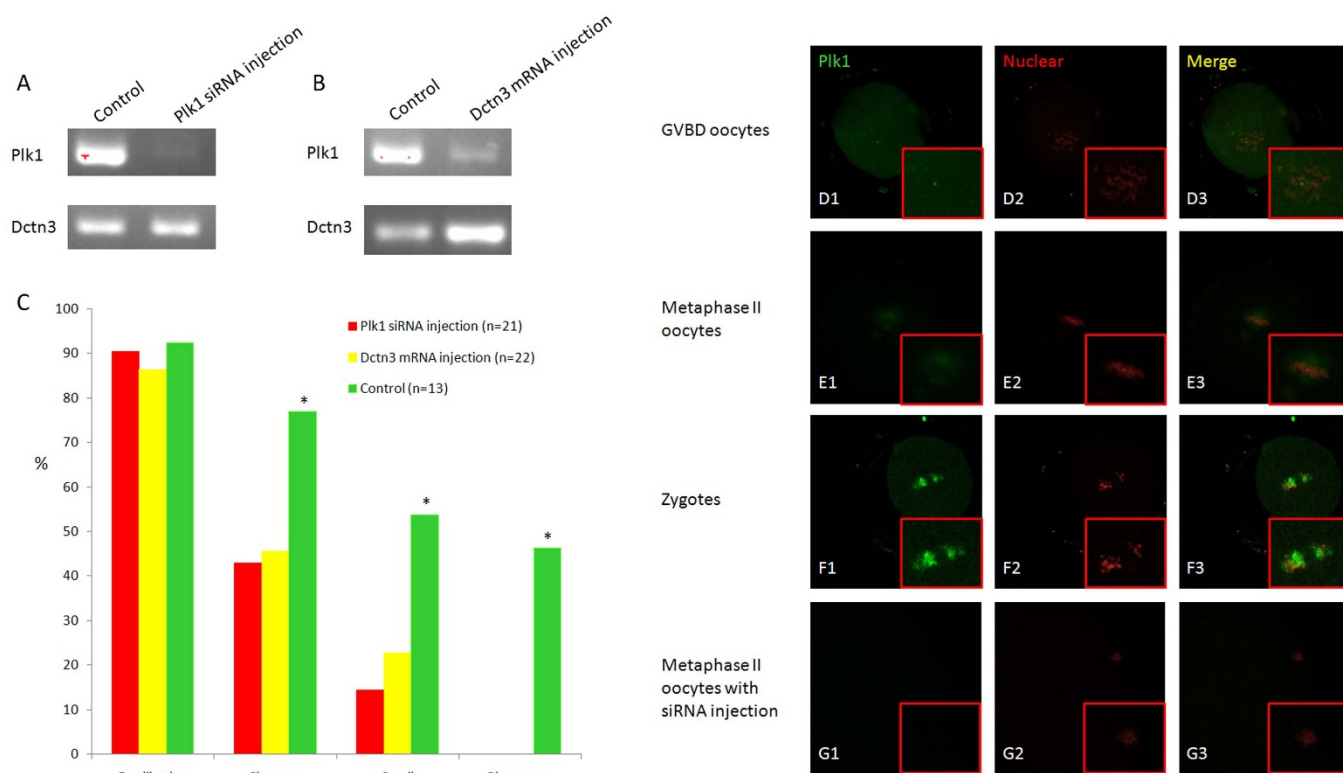 A
Control
Plk1 siRNA injection
Plk1
Dctn3
B
Control
Dctn3 mRNA injection
Plk1
Dctn3
C
100
90
80
70
60
50
40
30
20
10
0
%
Plk1 siRNA injection (n=21)
Dctn3 mRNA injection (n=22)
Control (n=13)
*
*
*
Plk1
Nuclear
Merge
GVBD oocytes
D1
D2
D3
Metaphase II
oocytes
E1
E2
E3
Zygotes
F1
F2
F3
Metaphase II
oocytes with
siRNA injection
G1
G2
G3